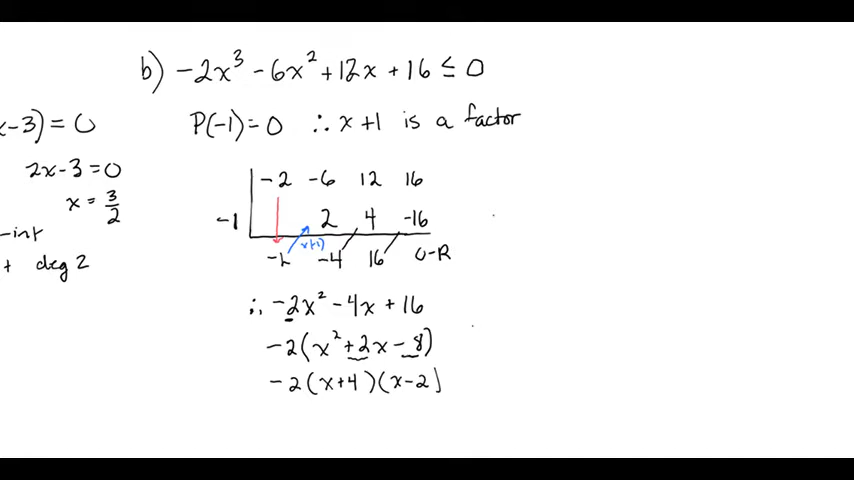 b) -2x³ - 6x² + 12x + 16 ≤ 0
x-3) = 0
P(-1) = 0 ∴ x+1 is a factor
2x-3 = 0
x = 3/2
-2 -6 12 16
-1
2 4 -16
x(-1)
-4 16 0-R
-int
+ deg 2
∴ -2x² - 4x + 16
-2(x² + 2x - 8)
-2(x+4)(x-2)